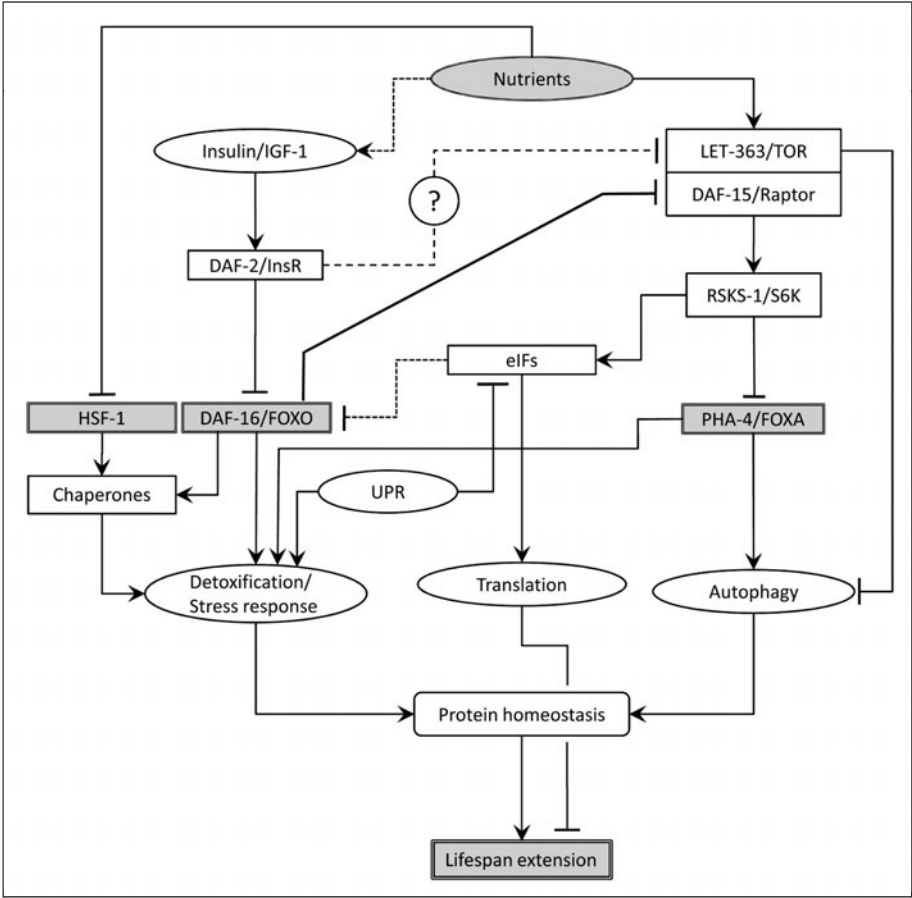 Nutrients
Insulin/IGF-1
LET-363/TOR
?
DAF-15/Raptor
DAF-2/InsR
RSKS-1/S6K
eIFs
HSF-1
DAF-16/FOXO
PHA-4/FOXA
Chaperones
UPR
Detoxification/
Stress response
Translation
Autophagy
Protein homeostasis
Lifespan extension